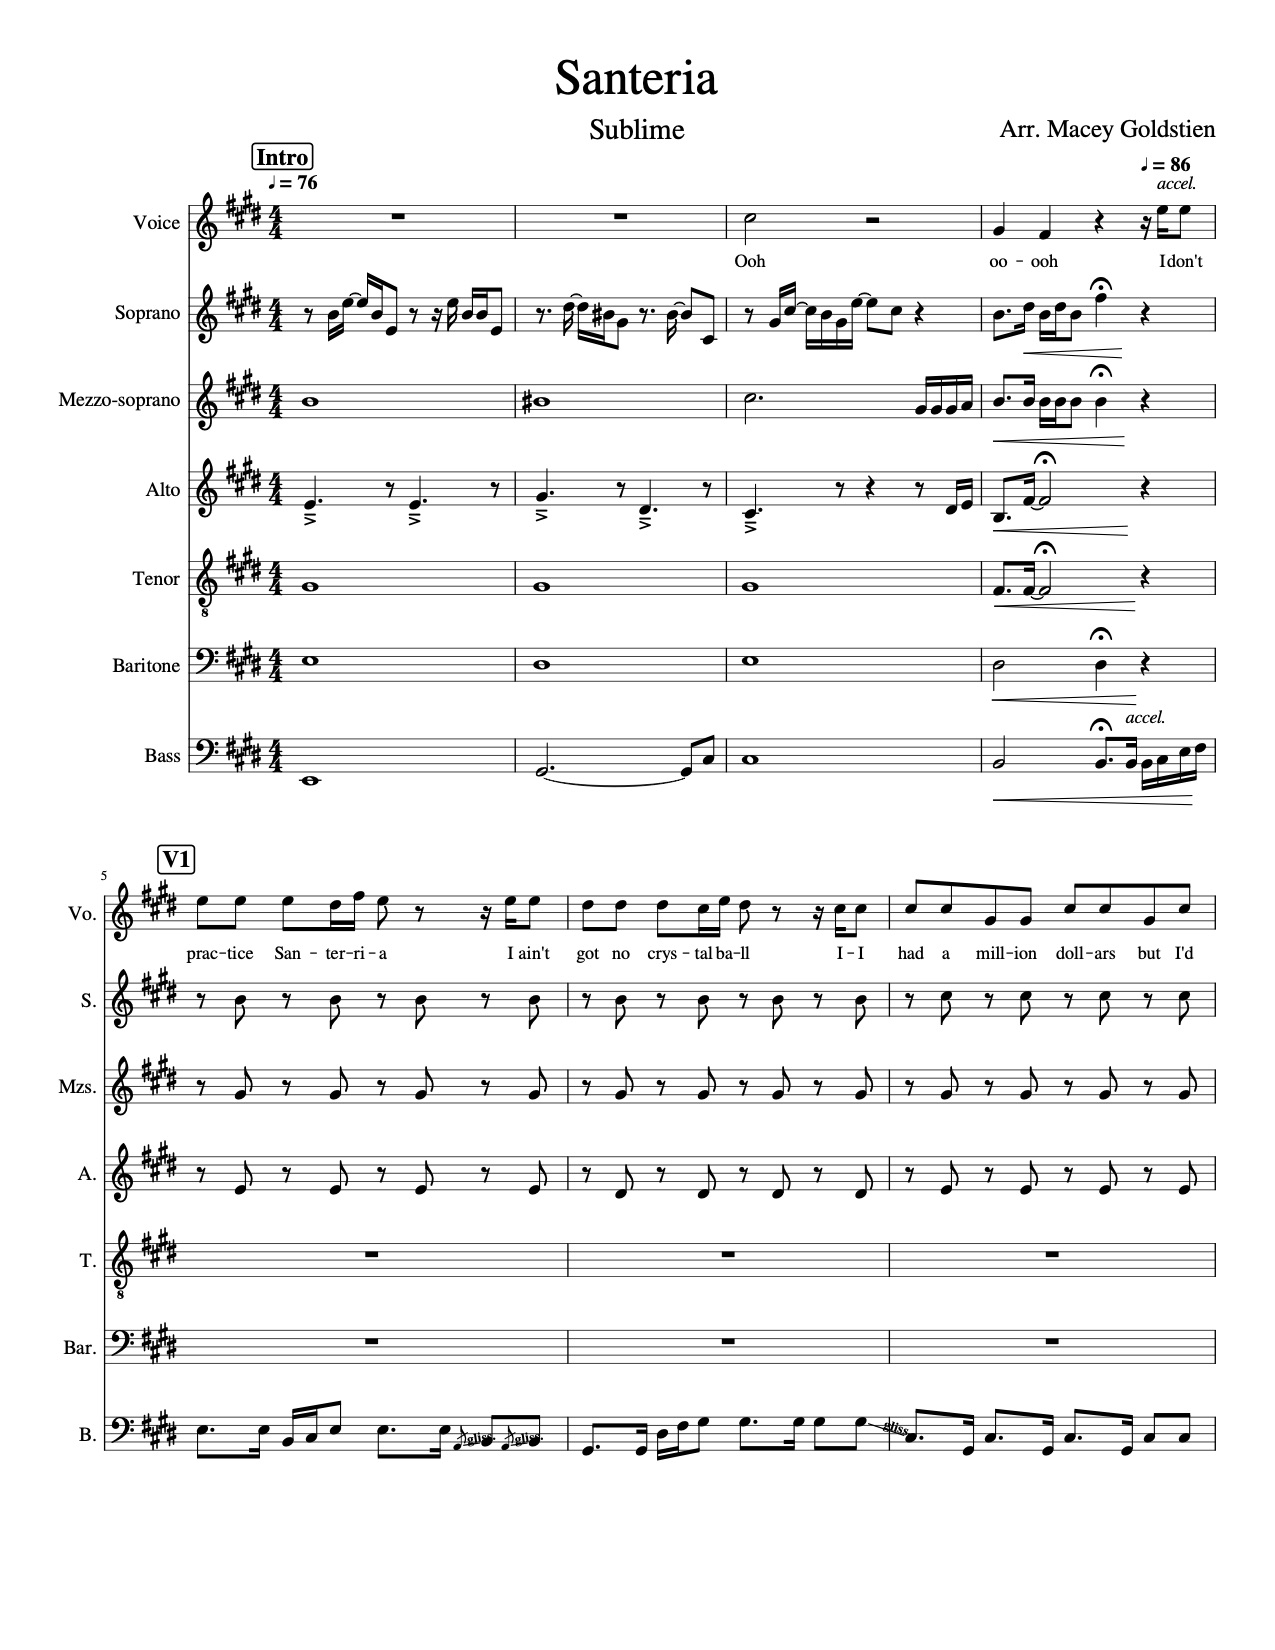 Santeria
Sublime
Arr. Macey Goldstien
Intro
♩ = 76
♩ = 86
accel.
Voice
Ooh oo - ooh I don't
Soprano
Mezzo-soprano
Alto
Tenor
8
Baritone
accel.
Bass
V1
5
Vo.
prac - tice San - ter - ri - a I ain't got no crys - tal ba - ll I - I had a mill - ion doll - ars but I'd
S.
Mzs.
A.
T.
8
Bar.
B.
gliss. gliss. gliss.